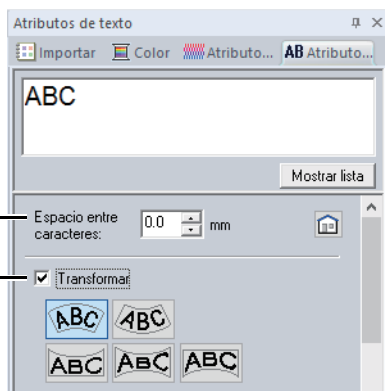 Atributos de texto
Importar Color Atributo... AB Atributo...
ABC
Mostrar lista
Espacio entre caracteres: 0.0 mm
Transformar
ABC ABC
ABC ABC ABC